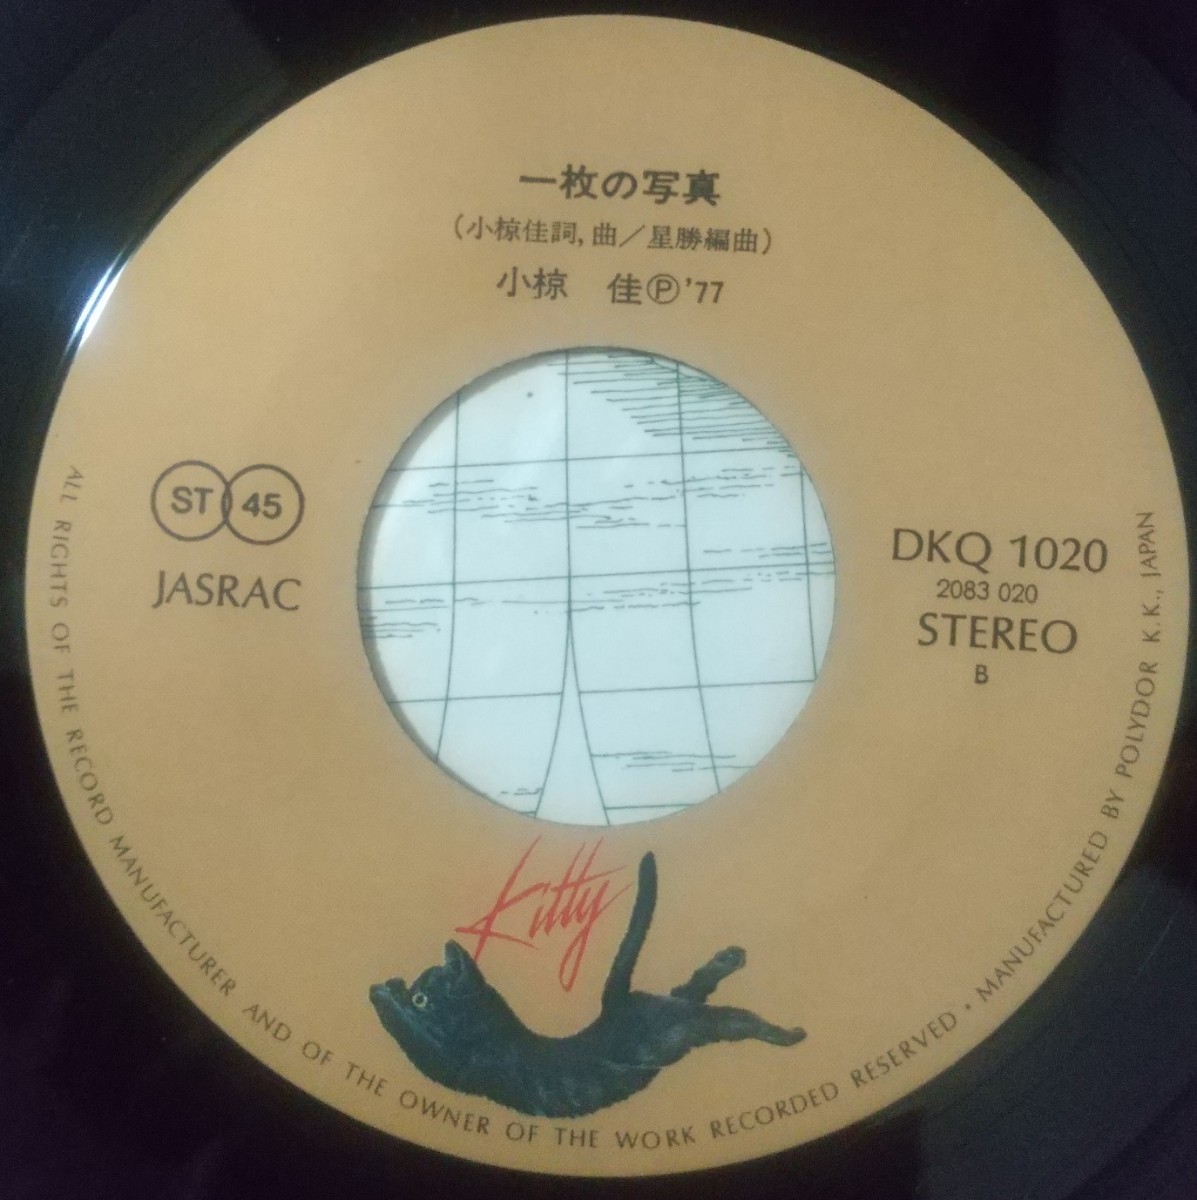 一枚の写真
（小椋佳詞,曲／星勝編曲）
小椋　佳Ⓟ'77
ST 45
JASRAC
DKQ 1020
2083 020
STEREO
B
Kitty
ALL RIGHTS OF THE RECORD MANUFACTURER AND OF THE OWNER OF THE WORK RECORDED RESERVED • MANUFACTURED BY POLYDOR K.K., JAPAN